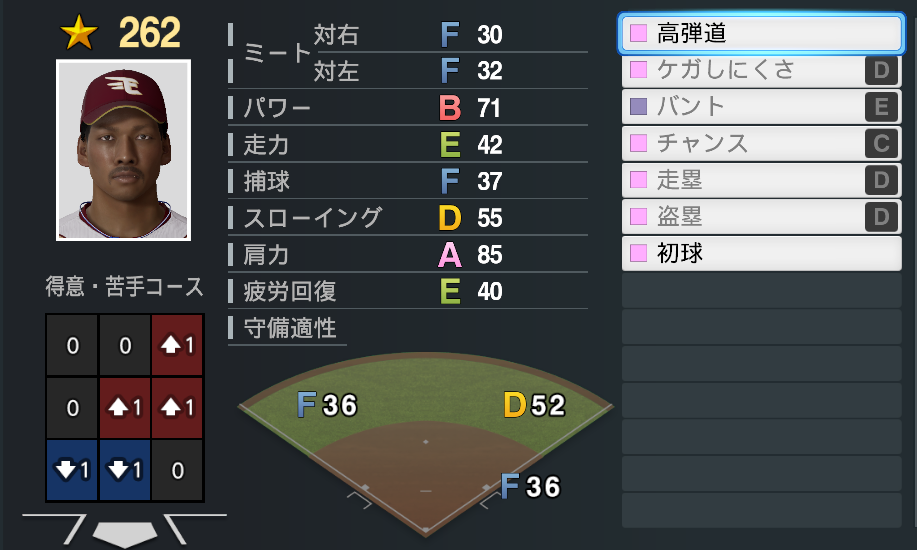 262
ミート 対右 F 30
対左 F 32
パワー B 71
走力 E 42
捕球 F 37
スローイング D 55
肩力 A 85
疲労回復 E 40
守備適性
F36 D52
F36
得意・苦手コース
0 0 1
0 1 1
1 1 0
高弾道
ケガしにくさ D
バント E
チャンス C
走塁 D
盗塁 D
初球